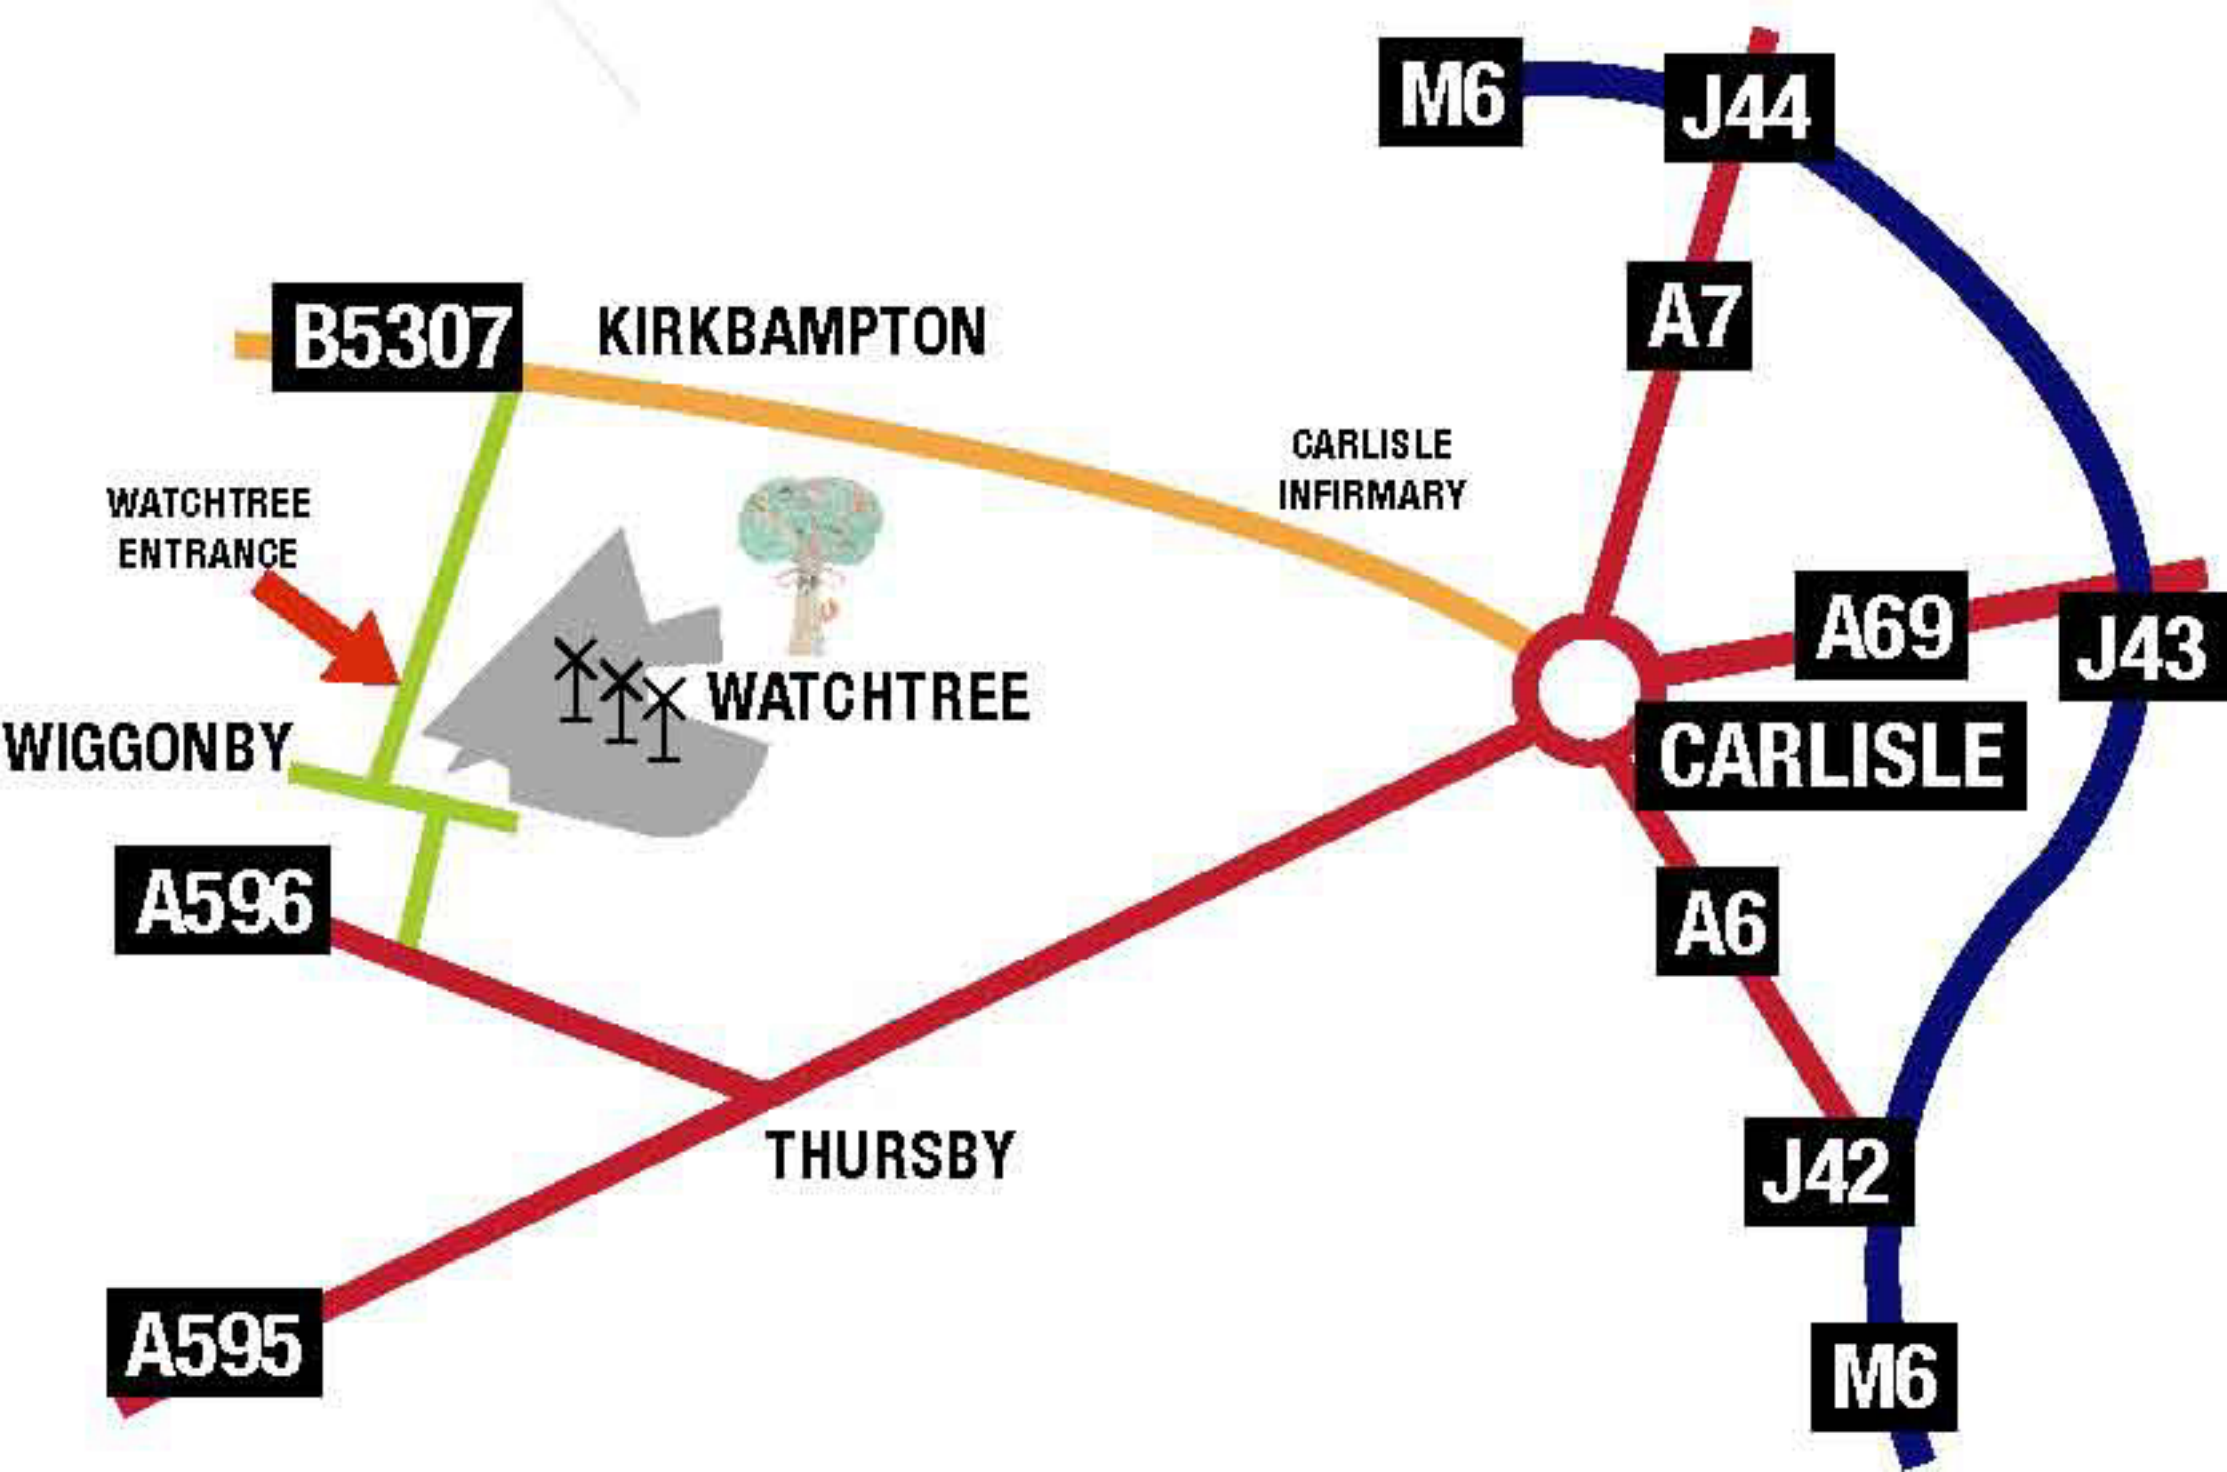 M6
J44
A7
B5307
KIRKBAMPTON
CARLISLE
INFIRMARY
WATCHTREE
ENTRANCE
A69
J43
WATCHTREE
WIGGONBY
CARLISLE
A596
A6
THURSBY
J42
A595
M6